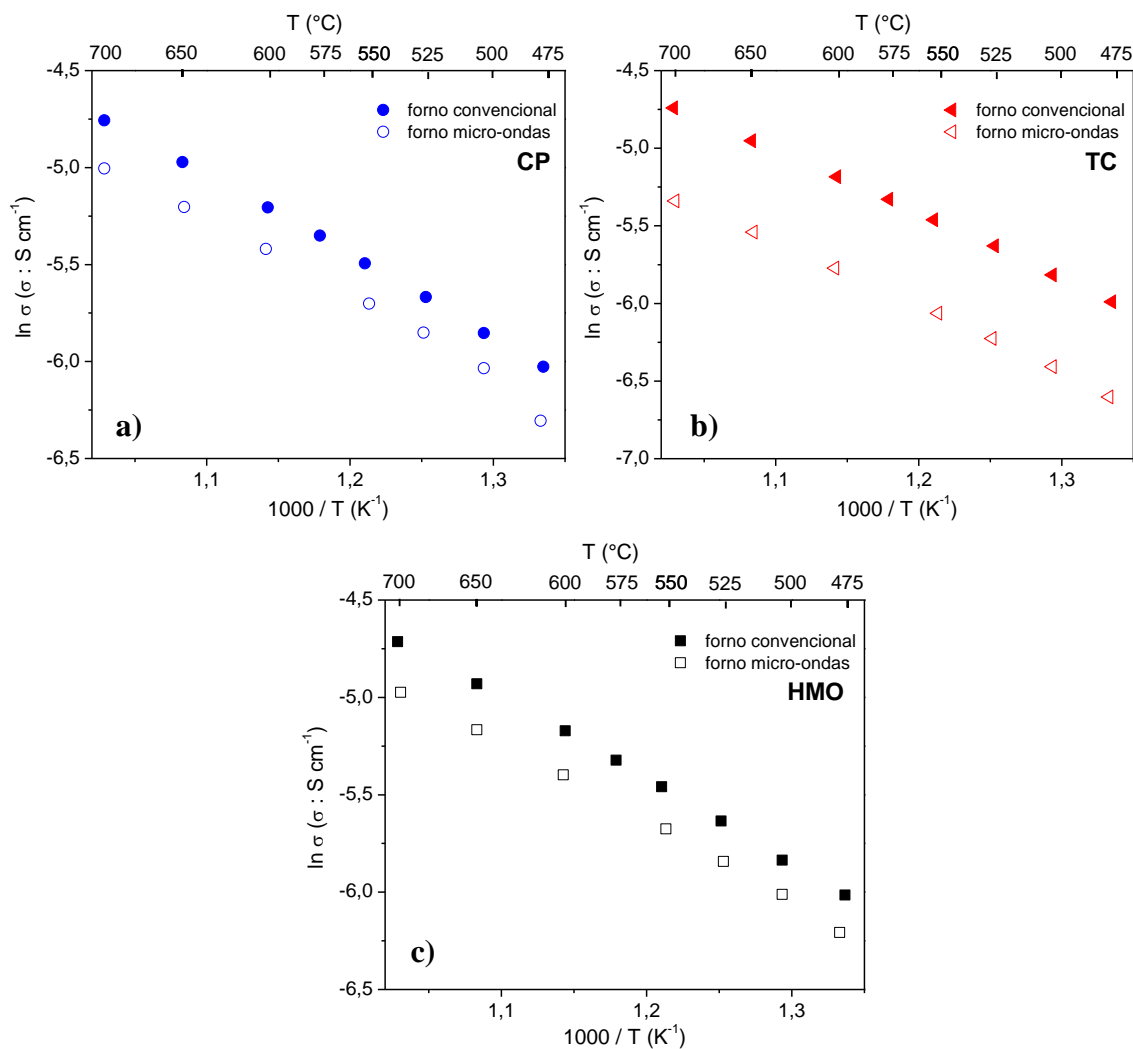 T (°C)
700 650 600 575 550 525 500 475
-4,5
-5,0
-5,5
-6,0
-6,5
ln σ (σ : S cm⁻¹)
forno convencional
forno micro-ondas
CP
a)
1,1 1,2 1,3
1000 / T (K⁻¹)
T (°C)
700 650 600 575 550 525 500 475
-4,5
-5,0
-5,5
-6,0
-6,5
-7,0
ln σ (σ : S cm⁻¹)
forno convencional
forno micro-ondas
TC
b)
1,1 1,2 1,3
1000 / T (K⁻¹)
T (°C)
700 650 600 575 550 525 500 475
-4,5
-5,0
-5,5
-6,0
-6,5
ln σ (σ : S cm⁻¹)
forno convencional
forno micro-ondas
HMO
c)
1,1 1,2 1,3
1000 / T (K⁻¹)